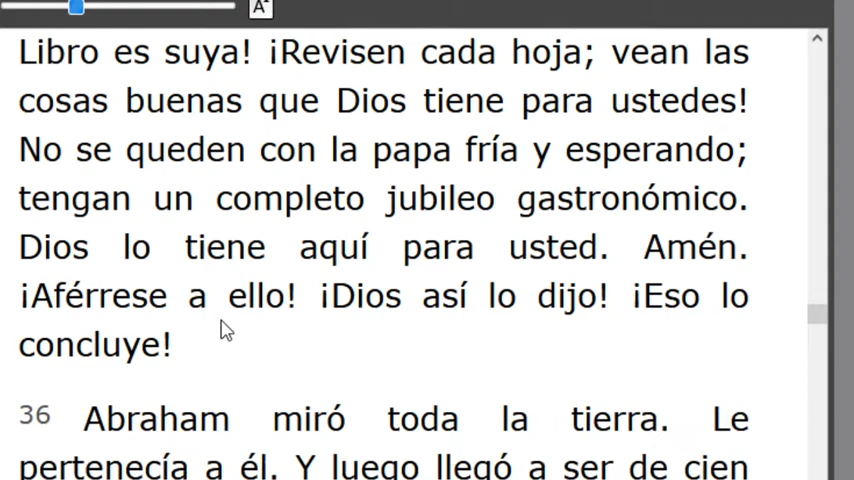 A
Libro es suya! ¡Revisen cada hoja; vean las
cosas buenas que Dios tiene para ustedes!
No se queden con la papa fría y esperando;
tengan un completo jubileo gastronómico.
Dios lo tiene aquí para usted. Amén.
¡Aférrese a ello! ¡Dios así lo dijo! ¡Eso lo
concluye!
36 Abraham miró toda la tierra. Le
pertenecía a él. Y luego llegó a ser de cien